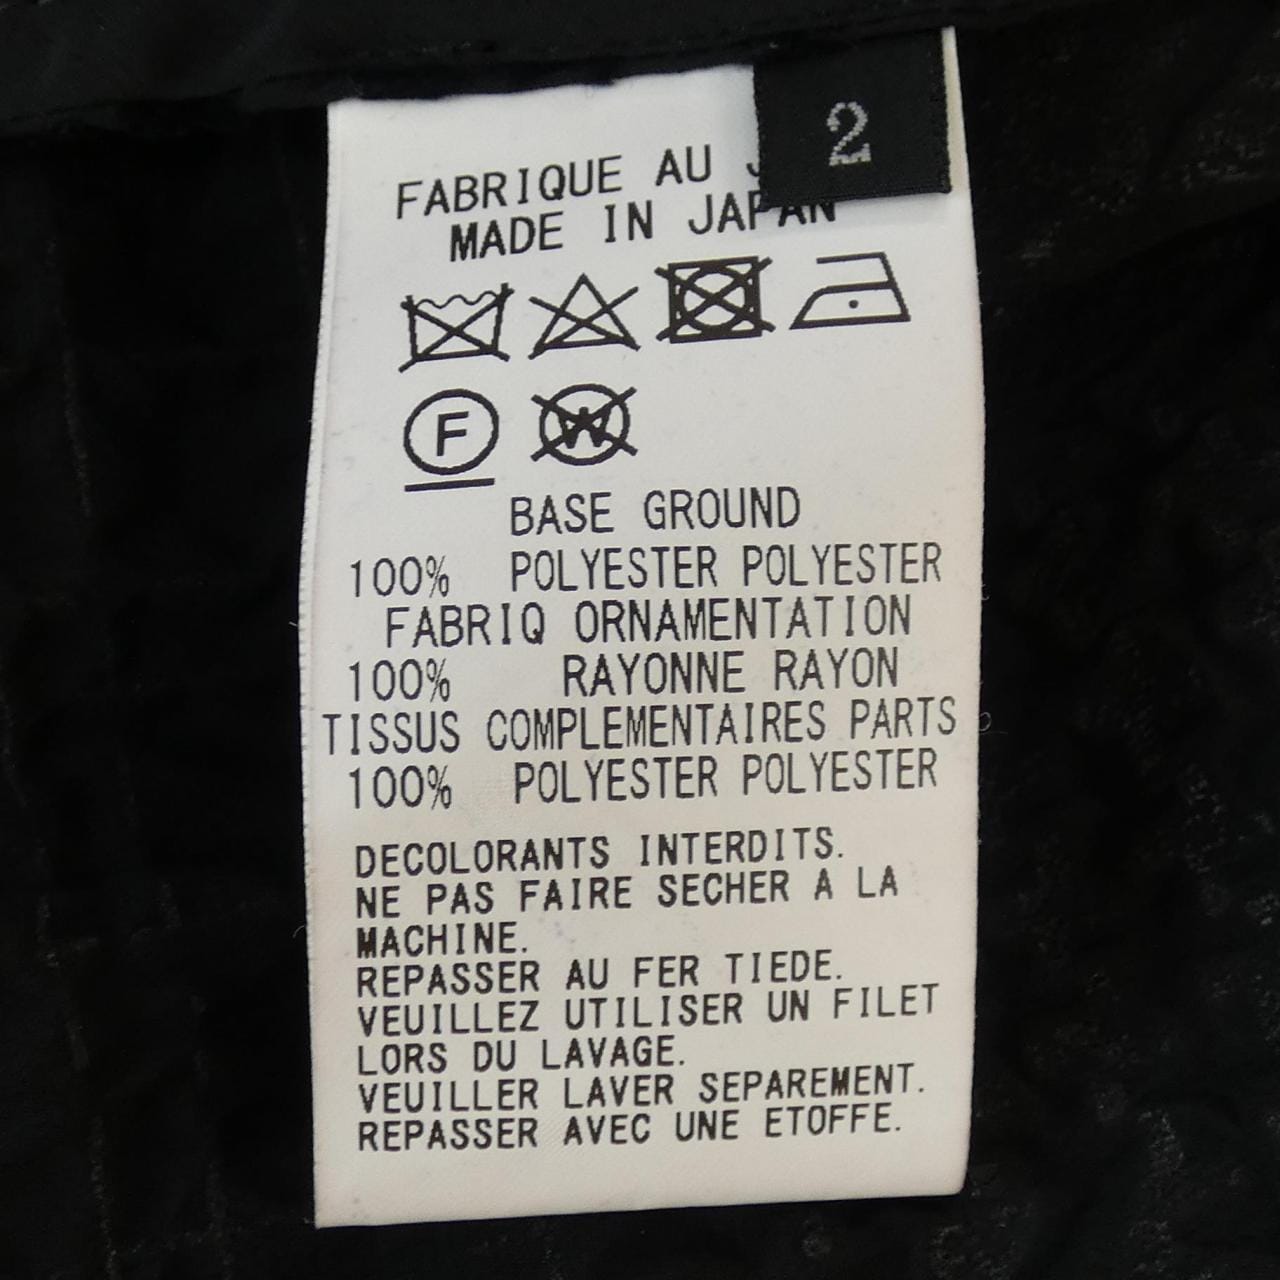 2
FABRIQUE AU
MADE IN JAPAN
F
W
BASE GROUND
100% POLYESTER POLYESTER
FABRIQ ORNAMENTATION
100% RAYONNE RAYON
TISSUS COMPLEMENTAIRES PARTS
100% POLYESTER POLYESTER
DECOLORANTS INTERDITS.
NE PAS FAIRE SECHER A LA
MACHINE.
REPASSER AU FER TIEDE.
VEUILLEZ UTILISER UN FILET
LORS DU LAVAGE.
VEUILLER LAVER SEPAREMENT.
REPASSER AVEC UNE ETOFFE.